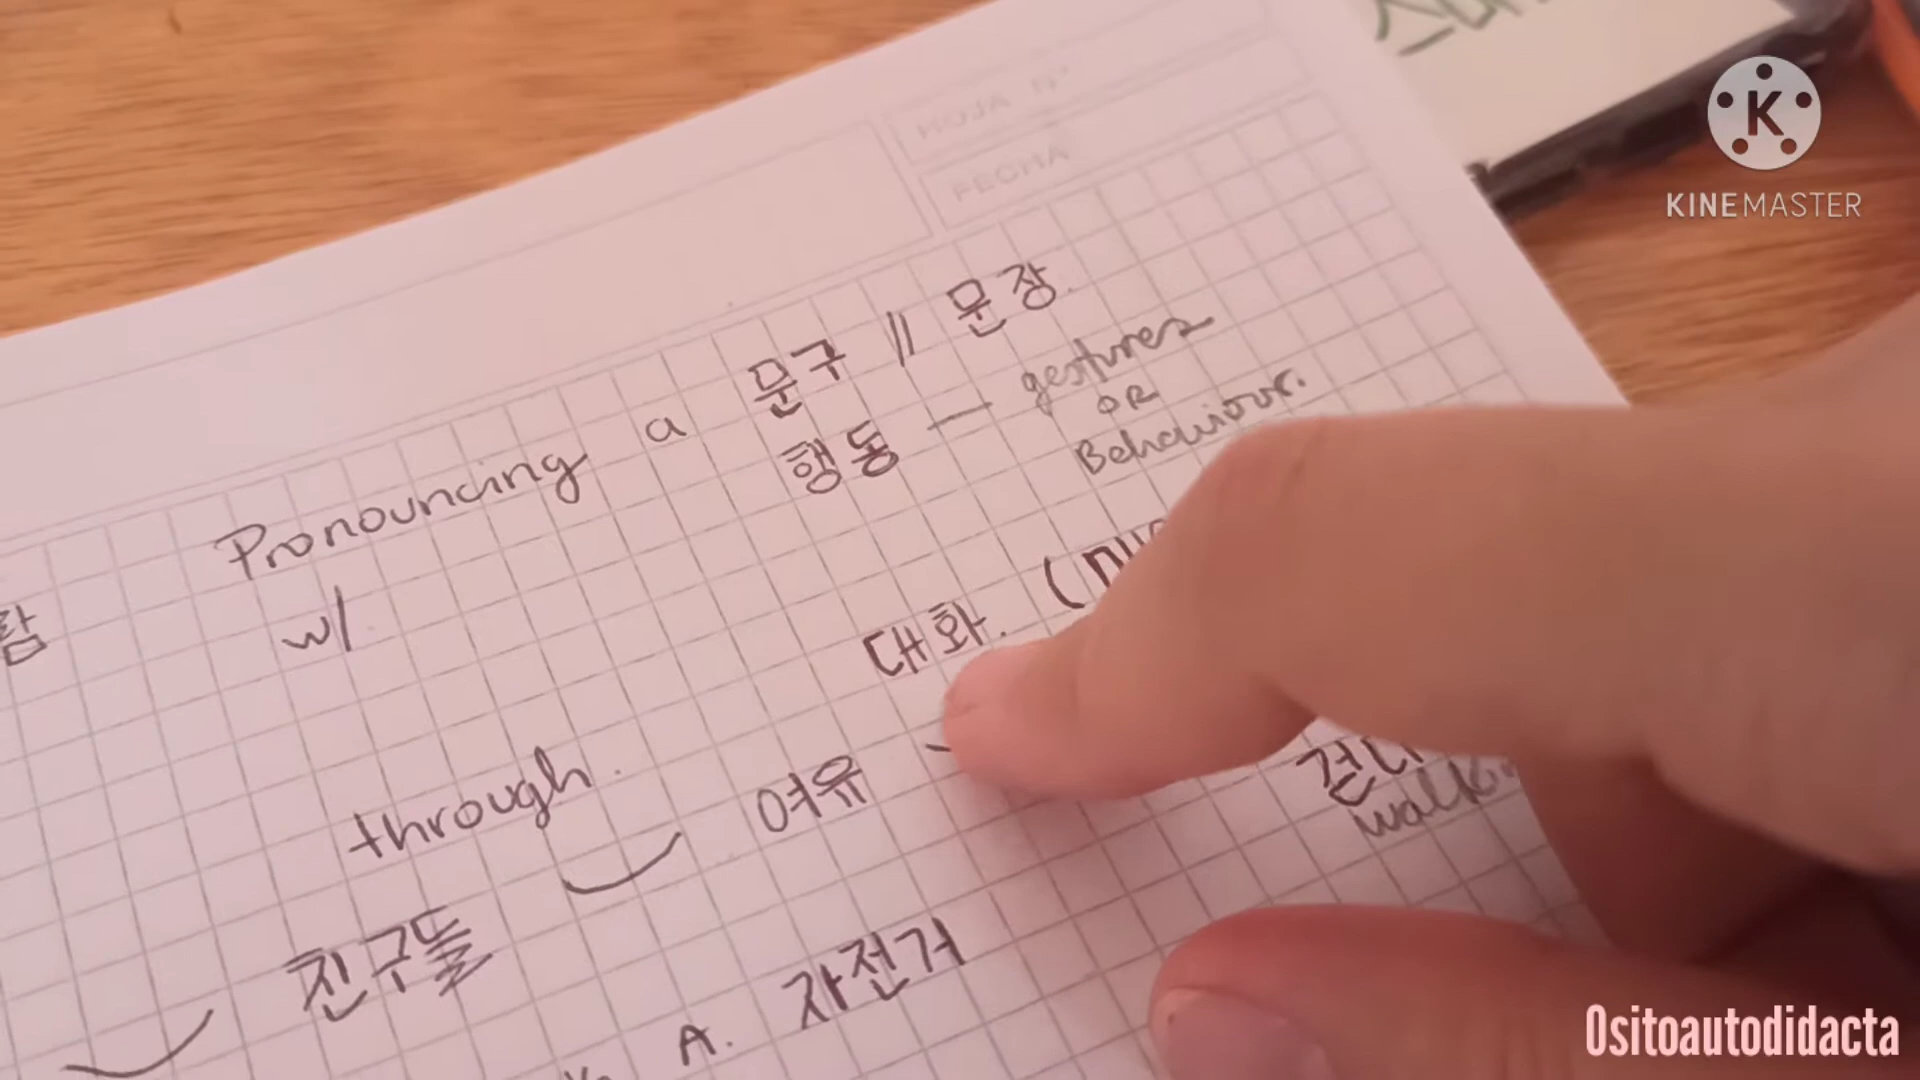 HOJA N°
FECHA
Pronouncing a 문구 // 문장.
행동 — gestures
OR
Behaviour.
w/
대화.
through.
여유
walk
친구들
A. 자전거
K
KINEMASTER
Ositoautodidacta